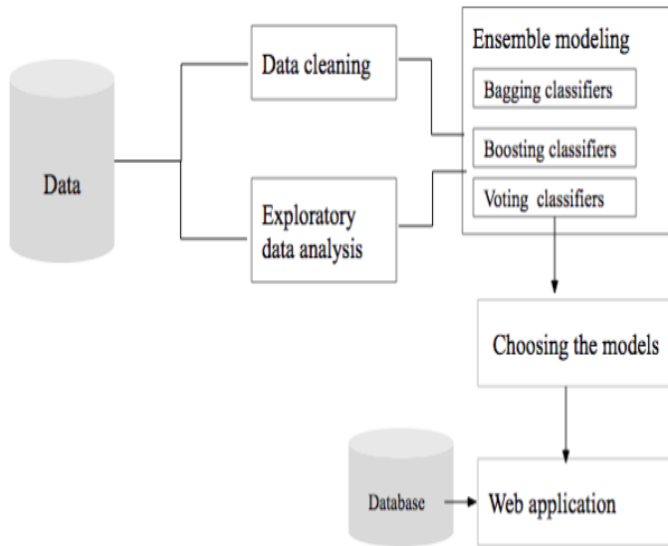 Data
Data cleaning
Exploratory
data analysis
Ensemble modeling
Bagging classifiers
Boosting classifiers
Voting classifiers
Choosing the models
Database
Web application